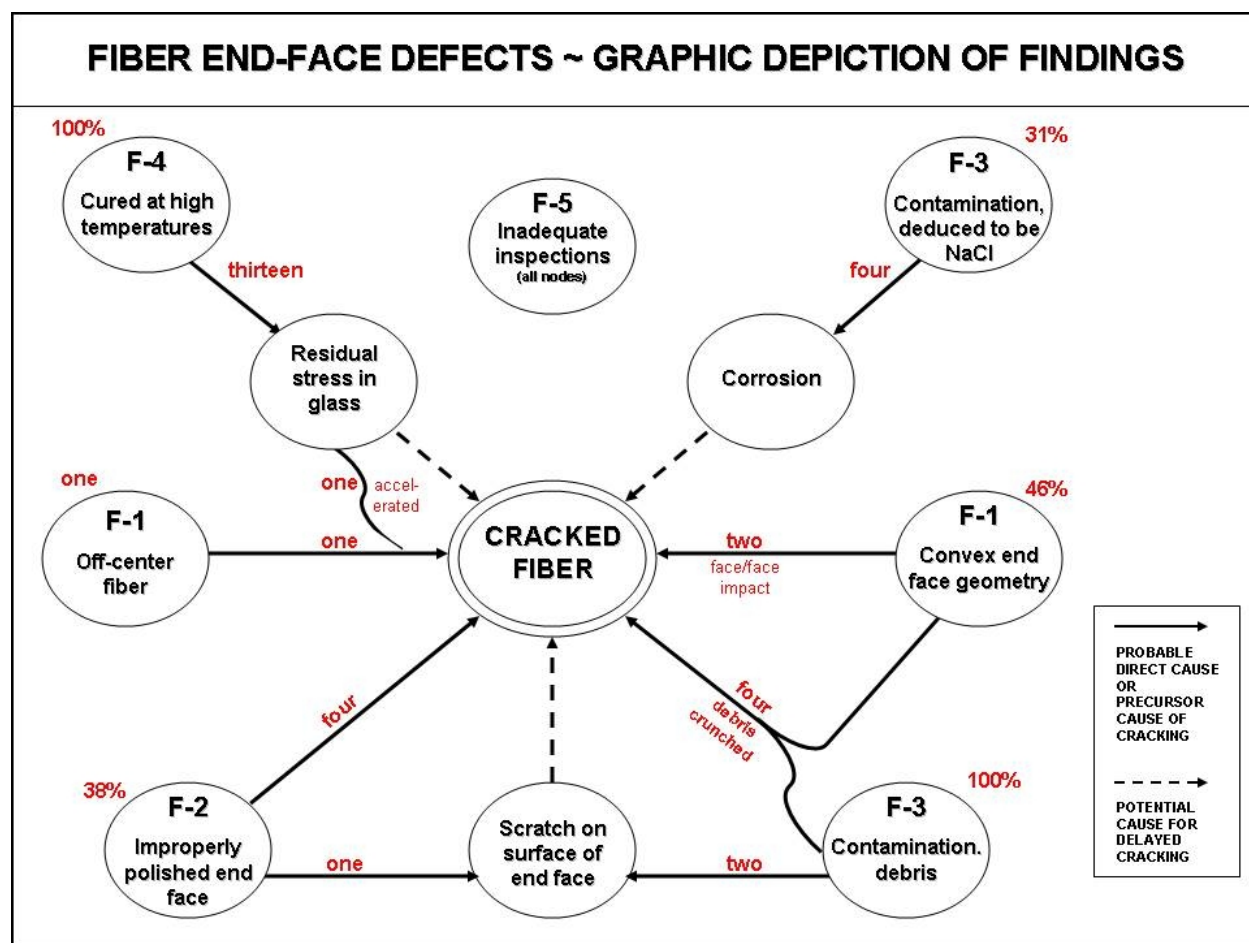 FIBER END-FACE DEFECTS ~ GRAPHIC DEPICTION OF FINDINGS
100%
F-4
Cured at high
temperatures
thirteen
F-5
Inadequate
inspections
(all nodes)
31%
F-3
Contamination,
deduced to be
NaCl
four
Residual
stress in
glass
Corrosion
one
F-1
Off-center
fiber
one
accel-
erated
one
CRACKED
FIBER
two
face/face
impact
46%
F-1
Convex end
face geometry
four
four
debris
crunched
38%
F-2
Improperly
polished end
face
one
Scratch on
surface of
end face
two
100%
F-3
Contamination.
debris
PROBABLE
DIRECT CAUSE
OR
PRECURSOR
CAUSE OF
CRACKING
POTENTIAL
CAUSE FOR
DELAYED
CRACKING